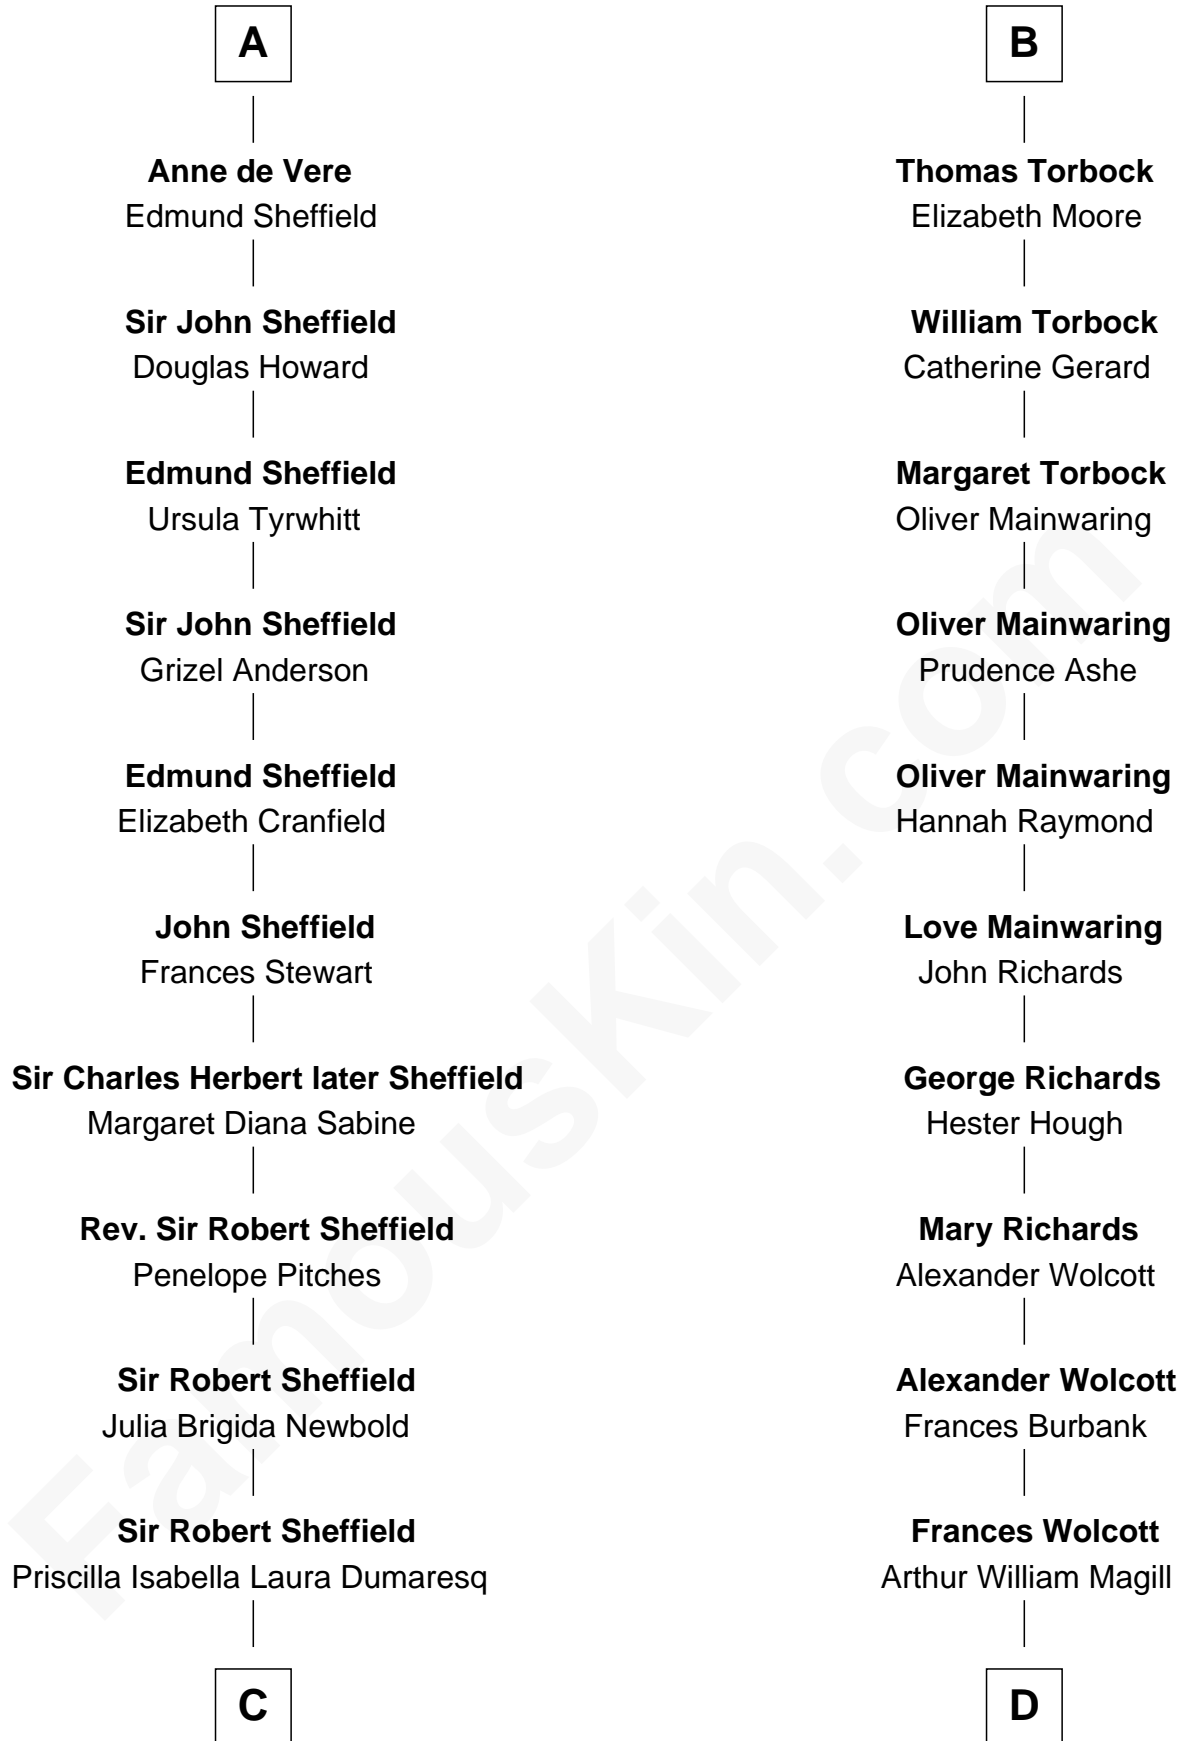 A
Anne de Vere
Edmund Sheffield
Sir John Sheffield
Douglas Howard
Edmund Sheffield
Ursula Tyrwhitt
Sir John Sheffield
Grizel Anderson
Edmund Sheffield
Elizabeth Cranfield
John Sheffield
Frances Stewart
Sir Charles Herbert later Sheffield
Margaret Diana Sabine
Rev. Sir Robert Sheffield
Penelope Pitches
Sir Robert Sheffield
Julia Brigida Newbold
Sir Robert Sheffield
Priscilla Isabella Laura Dumaresq
C
B
Thomas Torbock
Elizabeth Moore
William Torbock
Catherine Gerard
Margaret Torbock
Oliver Mainwaring
Oliver Mainwaring
Prudence Ashe
Oliver Mainwaring
Hannah Raymond
Love Mainwaring
John Richards
George Richards
Hester Hough
Mary Richards
Alexander Wolcott
Alexander Wolcott
Frances Burbank
Frances Wolcott
Arthur William Magill
D
FamousKin.com